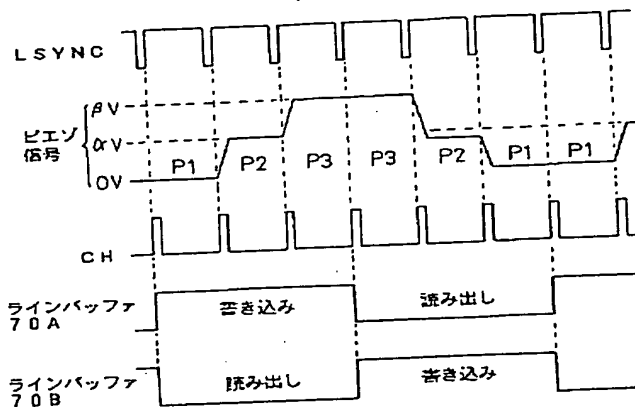 LSYNC
βV
ピエゾ
信号
αV
0V
P1 P2 P3 P3 P2 P1 P1
CH
ラインバッファ
70A
書き込み 読み出し
ラインバッファ
70B
読み出し 書き込み